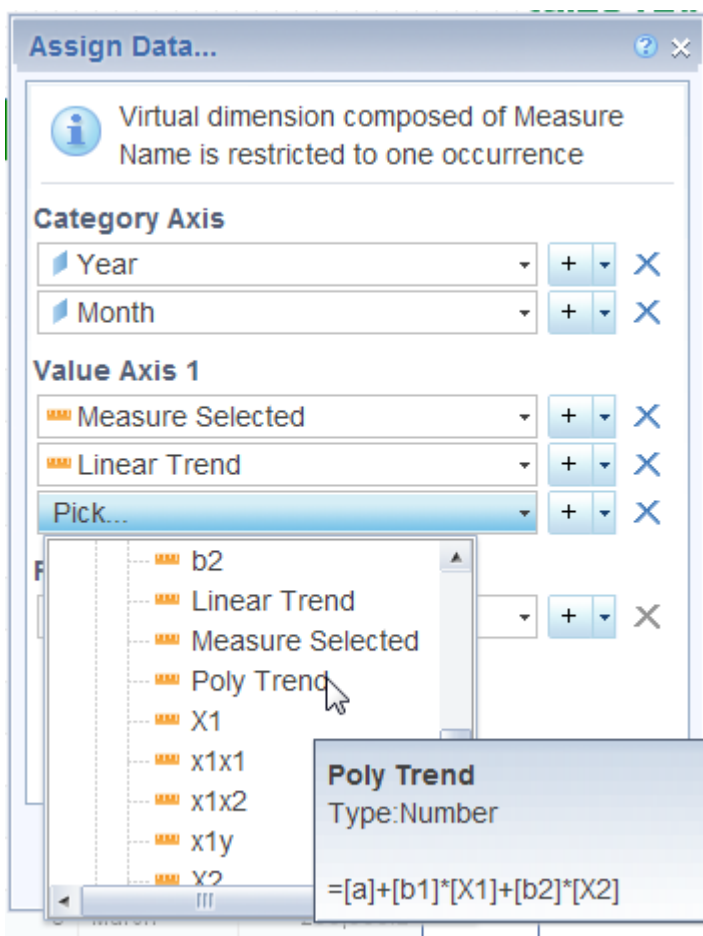 Assign Data...
Virtual dimension composed of Measure
Name is restricted to one occurrence
Category Axis
Year
Month
Value Axis 1
Measure Selected
Linear Trend
Pick...
b2
Linear Trend
Measure Selected
Poly Trend
X1
x1x1
x1x2
x1y
X2
Poly Trend
Type:Number
=[a]+[b1]*[X1]+[b2]*[X2]